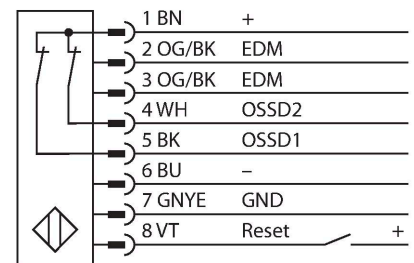 1 BN +
2 OG/BK EDM
3 OG/BK EDM
4 WH OSSD2
5 BK OSSD1
6 BU –
7 GNYE GND
8 VT Reset +